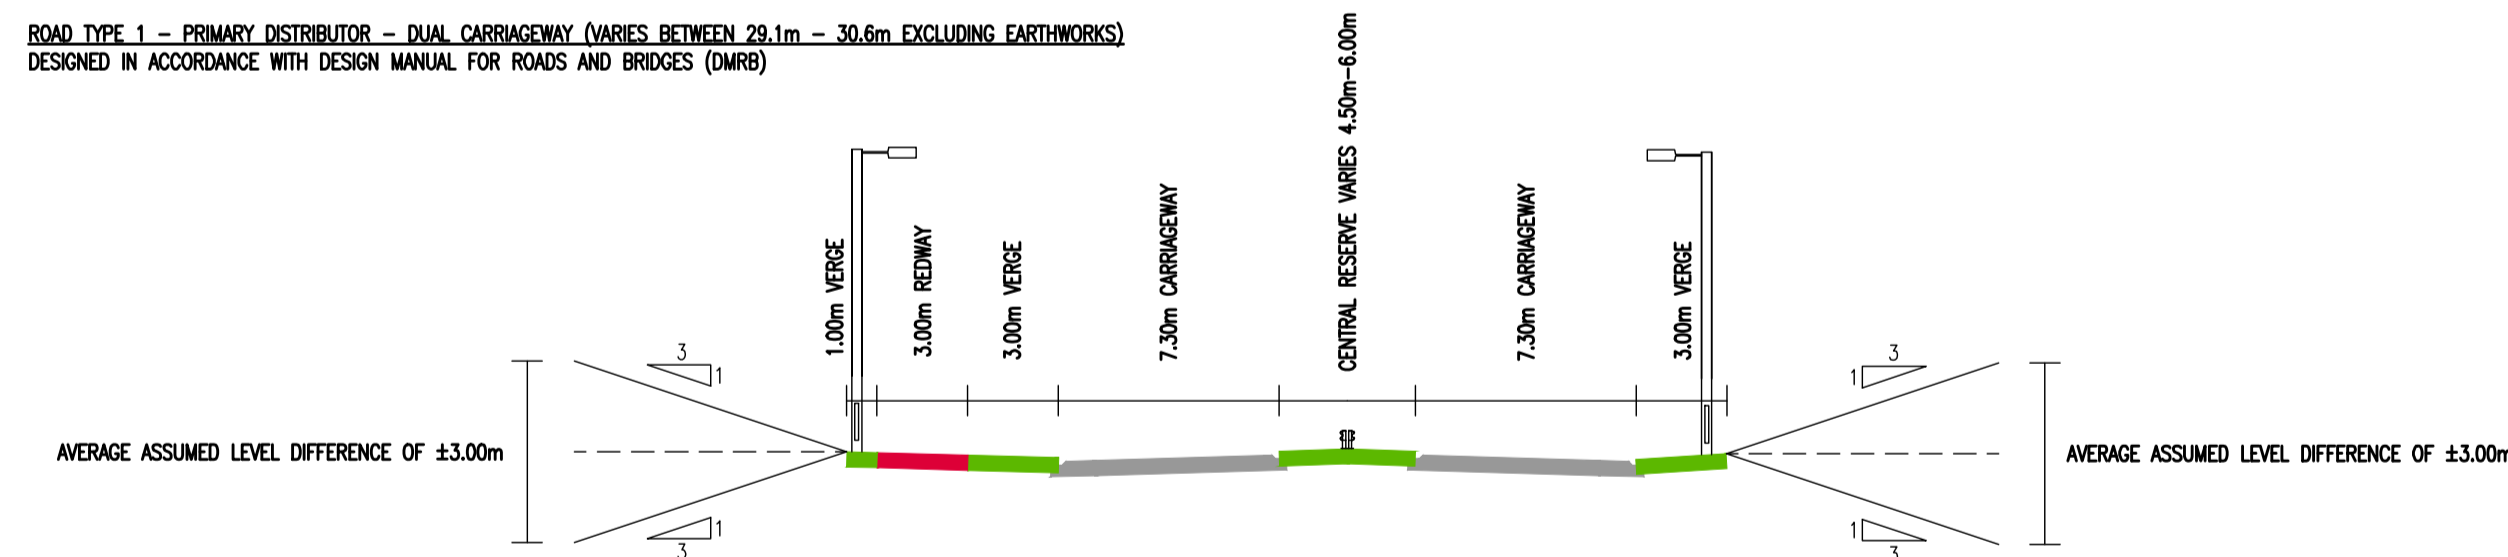 ROAD TYPE 1 – PRIMARY DISTRIBUTOR – DUAL CARRIAGEWAY (VARIES BETWEEN 29.1m – 30.6m EXCLUDING EARTHWORKS)
DESIGNED IN ACCORDANCE WITH DESIGN MANUAL FOR ROADS AND BRIDGES (DMRB)
1.00m VERGE
3.00m REDWAY
3.00m VERGE
7.30m CARRIAGEWAY
CENTRAL RESERVE VARIES 4.50m–6.00m
7.30m CARRIAGEWAY
3.00m VERGE
3
1
3
1
AVERAGE ASSUMED LEVEL DIFFERENCE OF ±3.00m
AVERAGE ASSUMED LEVEL DIFFERENCE OF ±3.00m
1
3
1
3